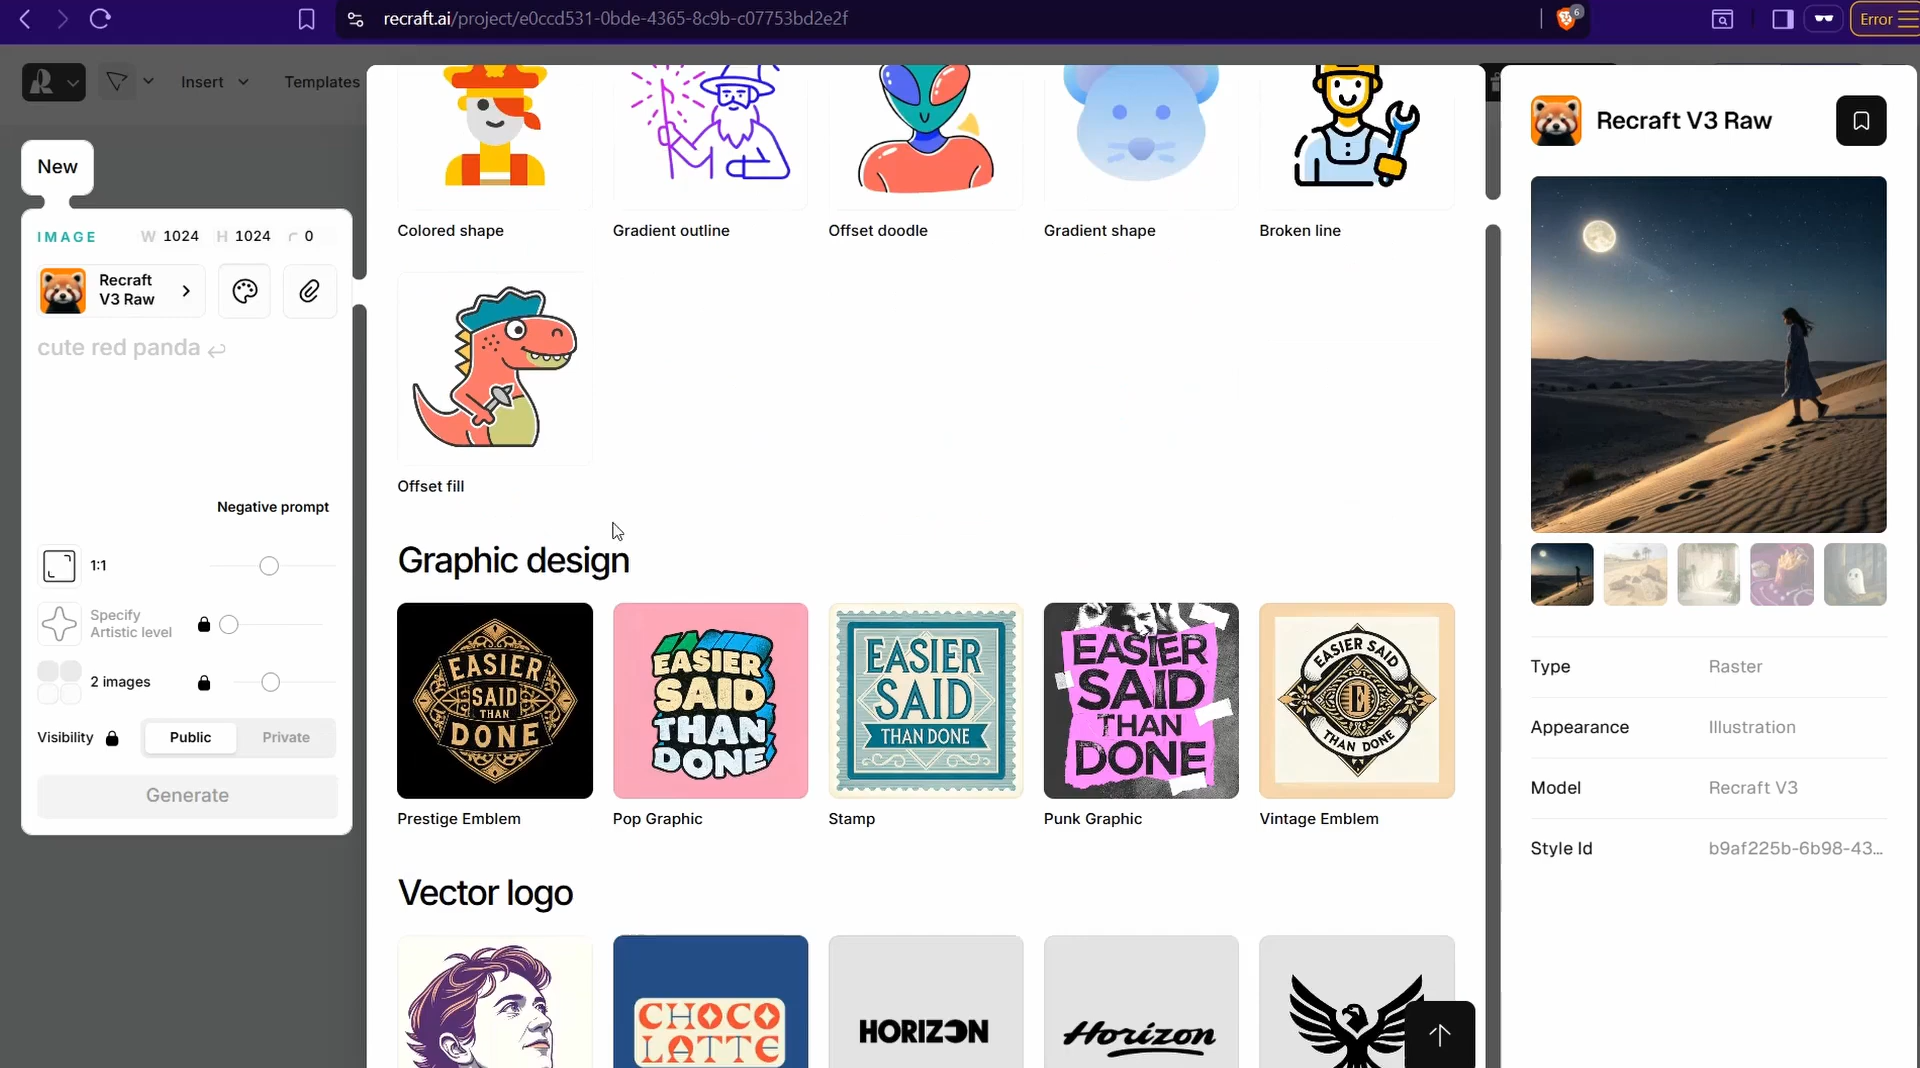 recraft.ai/project/e0ccd531-0bde-4365-8c9b-c07753bd2e2f
6
Error
Insert
Templates
New
IMAGE W 1024 H 1024 0
Recraft
V3 Raw
cute red panda
Negative prompt
1:1
Specify
Artistic level
2 images
Visibility
Public
Private
Generate
Colored shape
Gradient outline
Offset doodle
Gradient shape
Broken line
Offset fill
Graphic design
EASIER
SAID
THAN
DONE
EASIER
SAID
THAN
DONE
EASIER
SAID
THAN DONE
EASIER
SAID
THAN
DONE
EASIER SAID
E
THAN DONE
Prestige Emblem
Pop Graphic
Stamp
Punk Graphic
Vintage Emblem
Vector logo
CHOCO
LATTE
HORIZON
Horizon
Recraft V3 Raw
Type Raster
Appearance Illustration
Model Recraft V3
Style Id b9af225b-6b98-43...